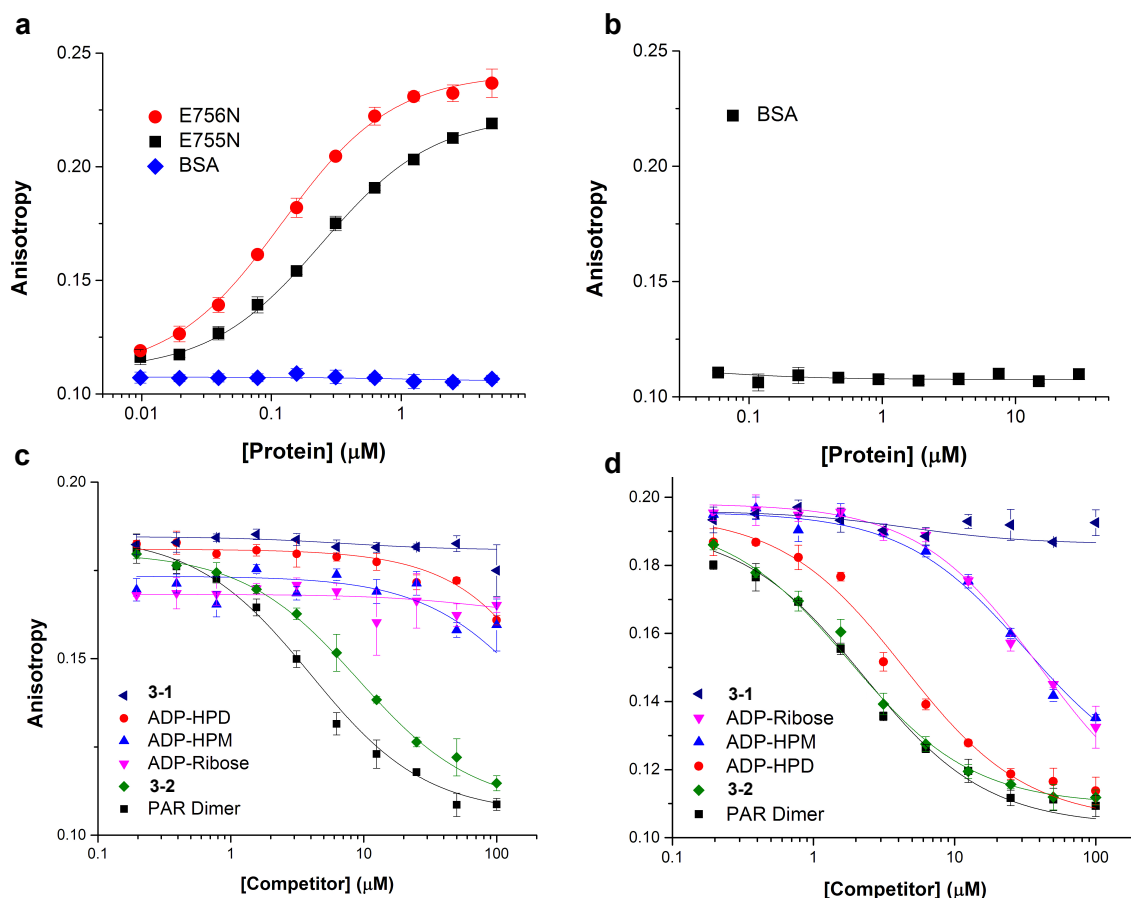 a
0.25
0.20
0.15
0.10
Anisotropy
E756N
E755N
BSA
0.01
0.1
1
[Protein] (μM)
b
0.25
0.20
0.15
0.10
Anisotropy
BSA
0.1
1
10
[Protein] (μM)
c
0.20
0.15
0.10
Anisotropy
3-1
ADP-HPD
ADP-HPM
ADP-Ribose
3-2
PAR Dimer
0.1
1
10
100
[Competitor] (μM)
d
0.20
0.18
0.16
0.14
0.12
0.10
3-1
ADP-Ribose
ADP-HPM
ADP-HPD
3-2
PAR Dimer
0.1
1
10
100
[Competitor] (μM)